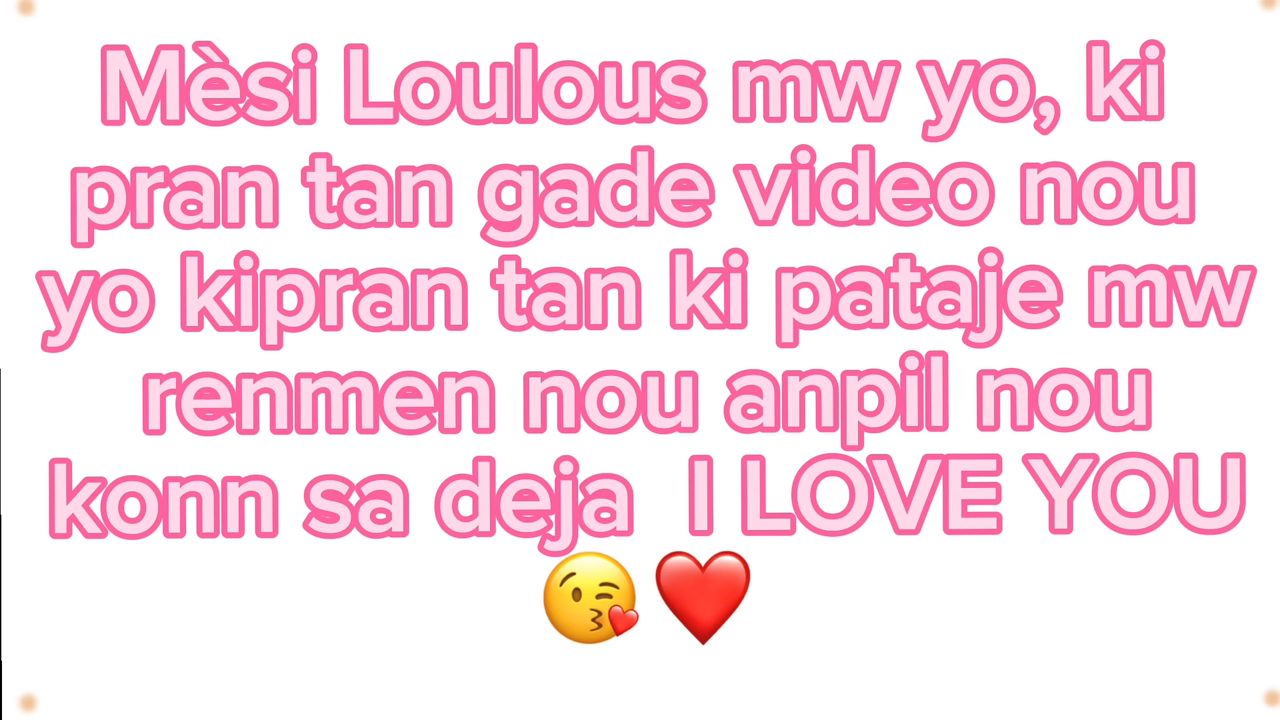 Mèsi Loulous mw yo, ki
pran tan gade video nou
yo kipran tan ki pataje mw
renmen nou anpil nou
konn sa deja  I LOVE YOU
😘❤️